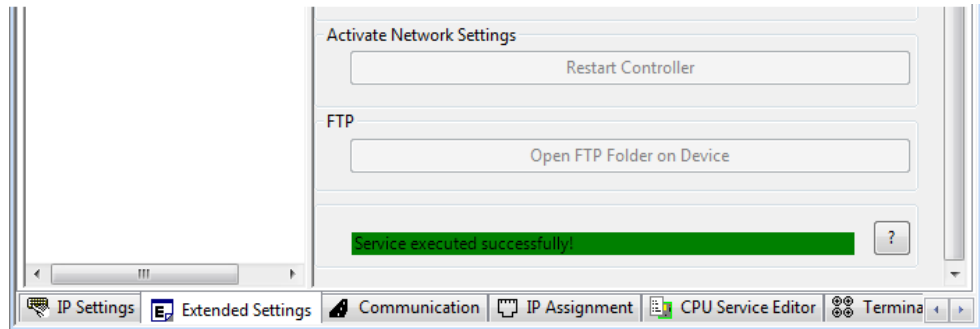 Activate Network Settings
Restart Controller
FTP
Open FTP Folder on Device
Service executed successfully!
?
IP Settings Extended Settings Communication IP Assignment CPU Service Editor Termina